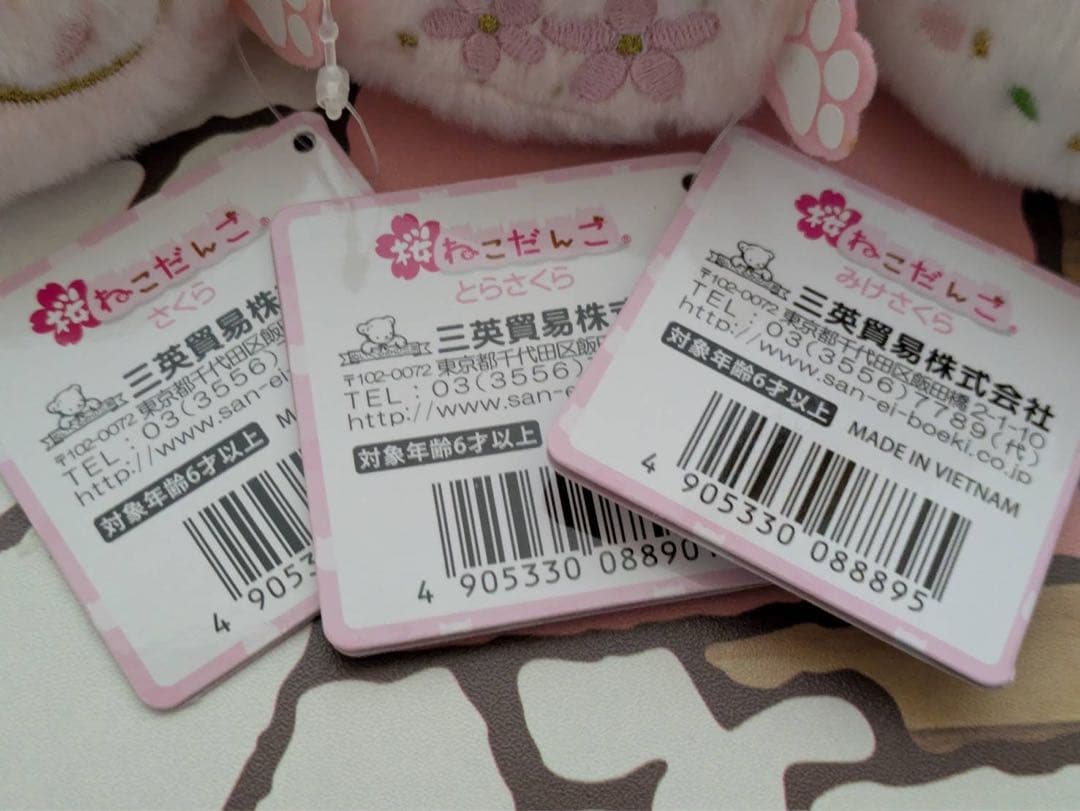 桜ねこだんご®
さくら
三英貿易株
〒102-0072 東京都千代田区飯
TEL：03(3556)
http://www.san-ei
対象年齢6才以上
4 9053
桜ねこだんご®
とらさくら
三英貿易株式
〒102-0072 東京都千代田区飯
TEL：03(3556)7
http://www.san-e
対象年齢6才以上
4 905330 08890
桜ねこだんご®
みけさくら
三英貿易株式会社
〒102-0072 東京都千代田区飯田橋2-1-10
TEL：03(3556)7789(代)
http://www.san-ei-boeki.co.jp
対象年齢6才以上
MADE IN VIETNAM
4 905330 088895